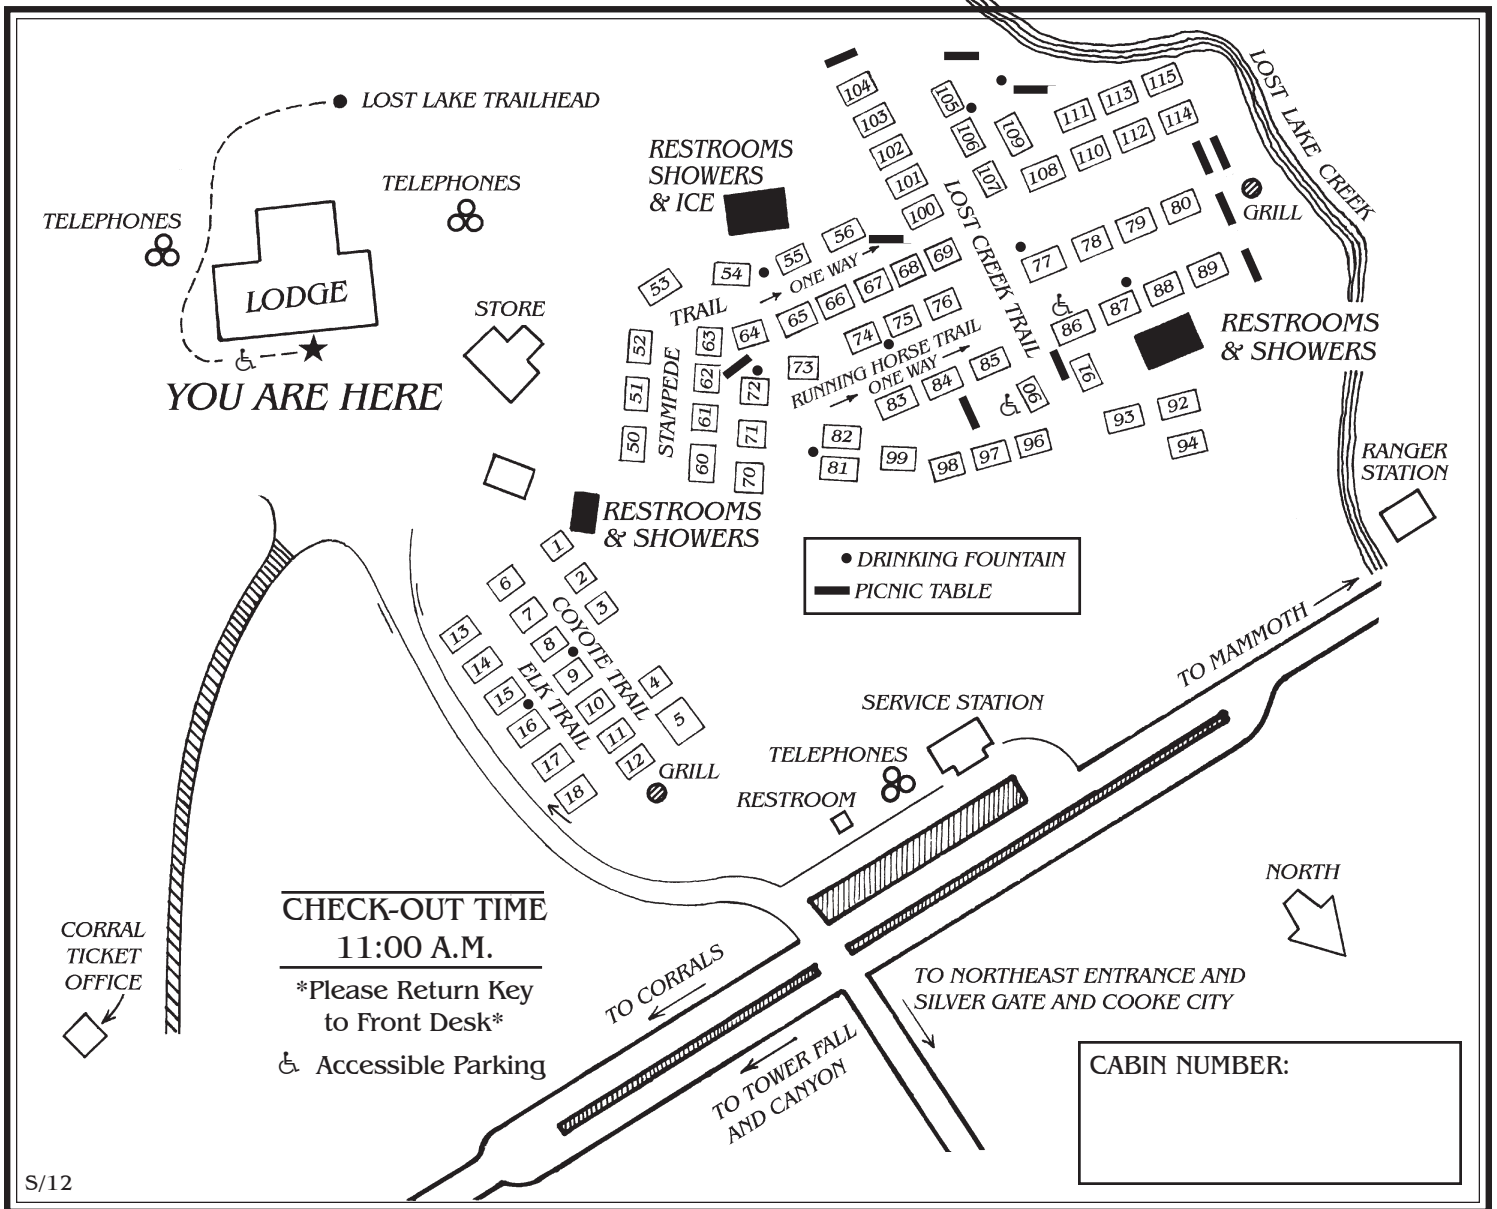 LOST LAKE TRAILHEAD
TELEPHONES
TELEPHONES
LODGE
YOU ARE HERE
STORE
RESTROOMS
SHOWERS
& ICE
LOST LAKE CREEK
104
103
102
101
100
105
106
107
109
111
113
115
108
110
112
114
LOST CREEK TRAIL
GRILL
77
78
79
80
86
87
88
89
RESTROOMS
& SHOWERS
53
54
55
56
ONE WAY
TRAIL
STAMPEDE
52
51
50
63
62
61
60
64
65
66
67
68
69
72
71
70
73
74
75
76
RUNNING HORSE TRAIL
ONE WAY
83
84
85
90
91
82
81
99
98
97
96
93
92
94
RANGER
STATION
RESTROOMS
& SHOWERS
DRINKING FOUNTAIN
PICNIC TABLE
1
2
3
4
5
6
7
8
9
10
11
12
COYOTE TRAIL
ELK TRAIL
13
14
15
16
17
18
GRILL
TO MAMMOTH
SERVICE STATION
TELEPHONES
RESTROOM
NORTH
CORRAL
TICKET
OFFICE
CHECK-OUT TIME
11:00 A.M.
*Please Return Key
to Front Desk*
Accessible Parking
TO CORRALS
TO TOWER FALL
AND CANYON
TO NORTHEAST ENTRANCE AND
SILVER GATE AND COOKE CITY
CABIN NUMBER:
S/12